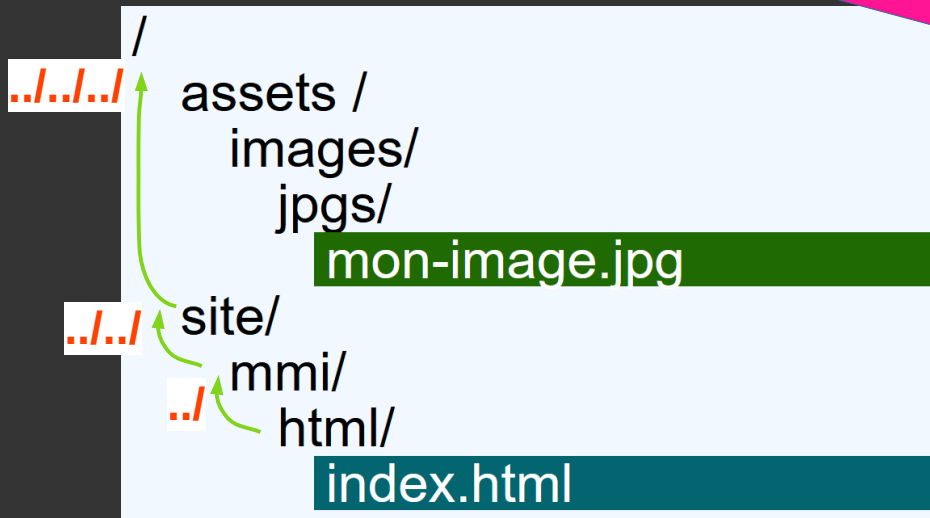 /
../../../
assets /
images/
jpgs/
mon-image.jpg
site/
../../
mmi/
../
html/
index.html